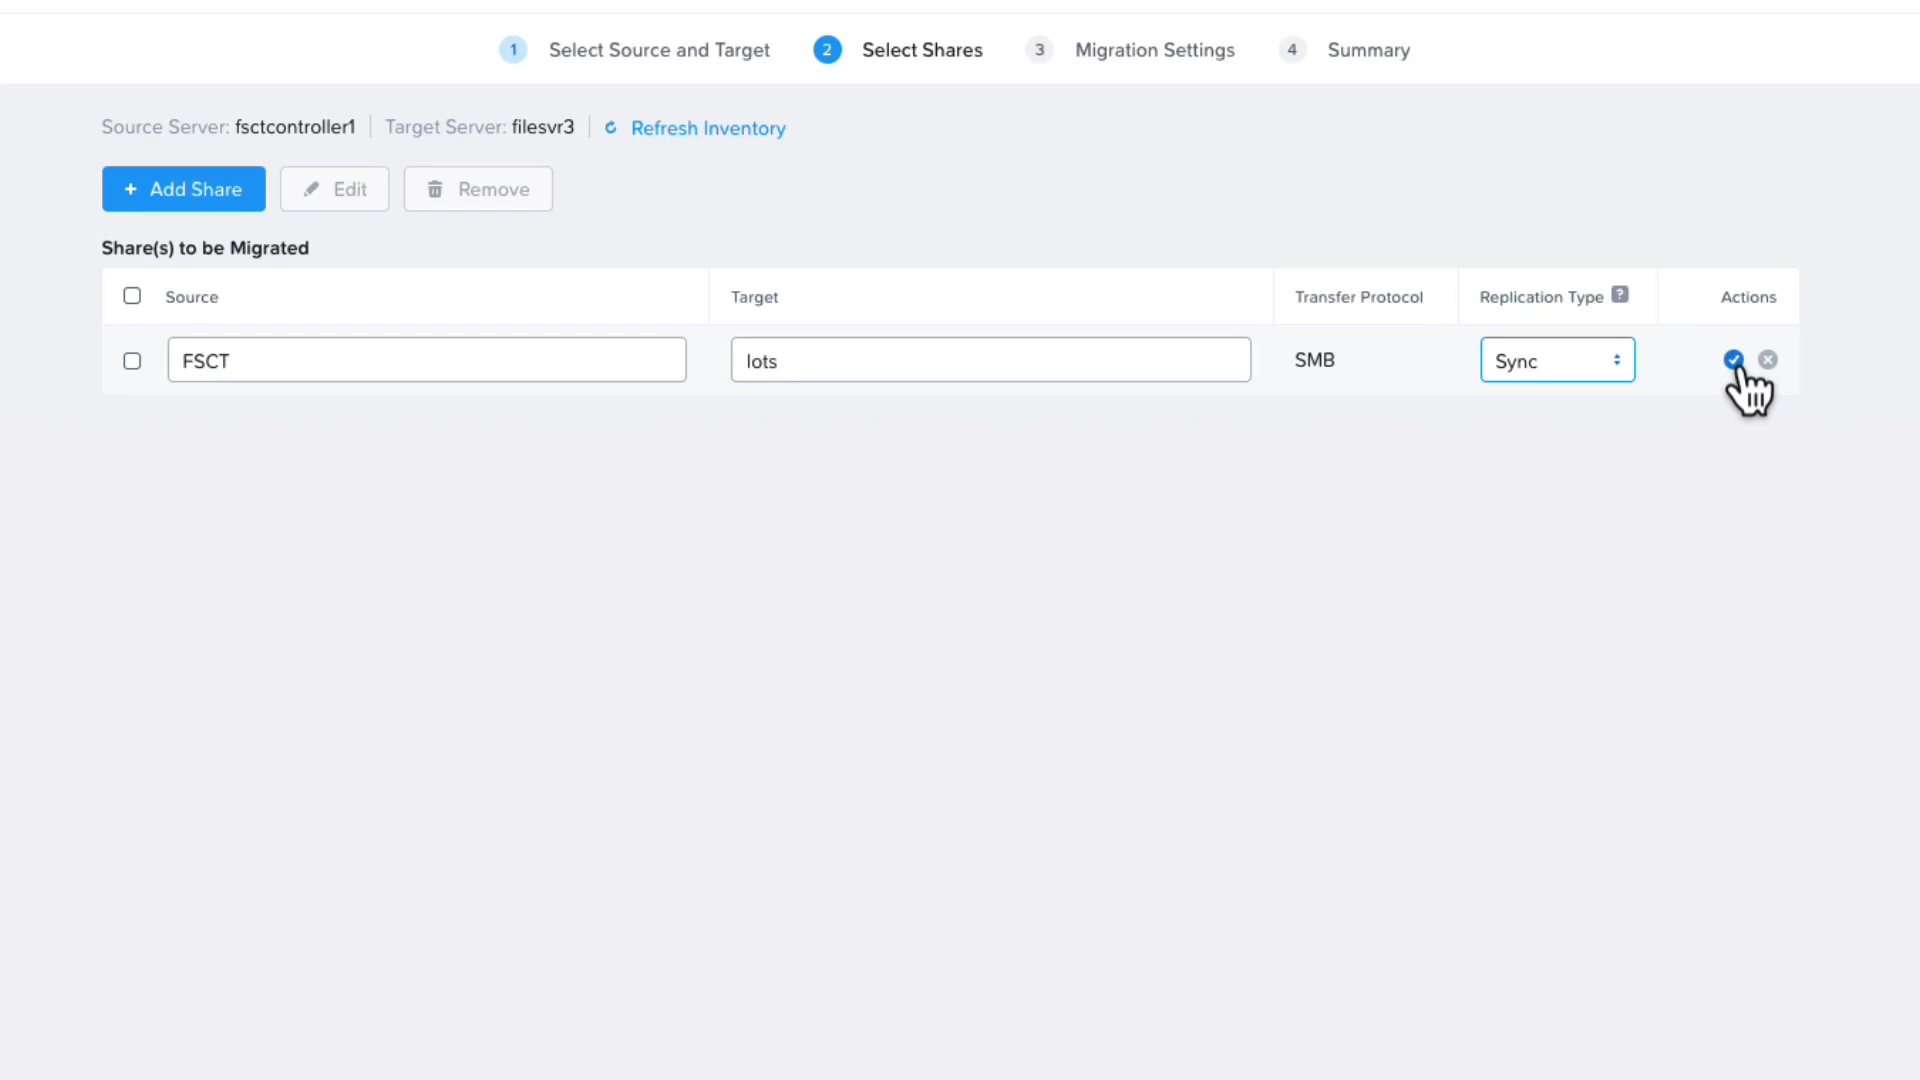 1 Select Source and Target 2 Select Shares 3 Migration Settings 4 Summary
Source Server: fsctcontroller1 Target Server: filesvr3 Refresh Inventory
+ Add Share Edit Remove
Share(s) to be Migrated
Source Target Transfer Protocol Replication Type ? Actions
FSCT lots SMB Sync